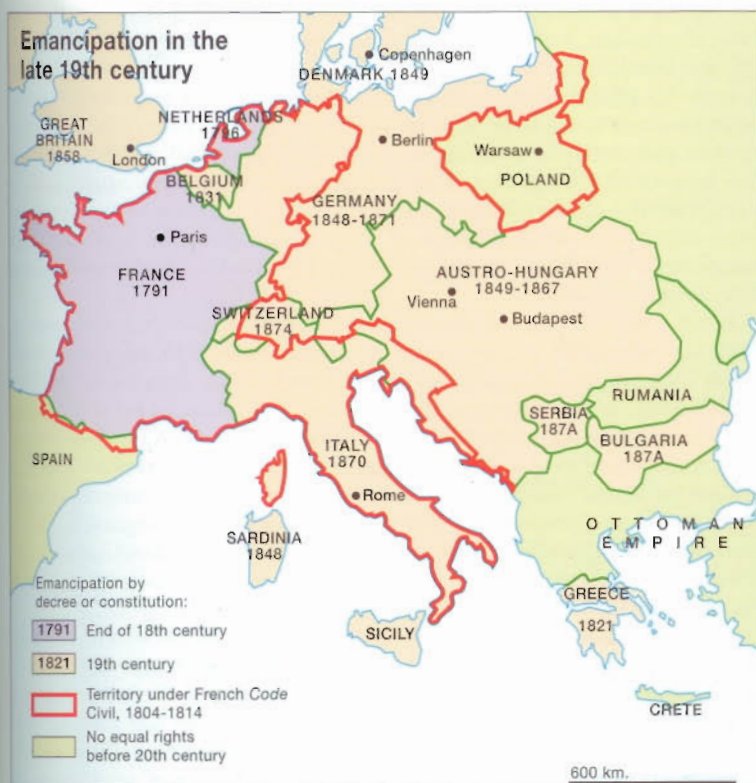 Emancipation in the
late 19th century
Copenhagen
DENMARK 1849
NETHERLANDS
1796
GREAT
BRITAIN
1858
London
Berlin
Warsaw
POLAND
BELGIUM
1831
GERMANY
1848-1871
Paris
FRANCE
1791
AUSTRO-HUNGARY
1849-1867
Vienna
Budapest
SWITZERLAND
1874
RUMANIA
SERBIA
187A
BULGARIA
187A
SPAIN
ITALY
1870
Rome
OTTOMAN
EMPIRE
SARDINIA
1848
GREECE
1821
SICILY
CRETE
Emancipation by
decree or constitution:
1791 End of 18th century
1821 19th century
Territory under French Code
Civil, 1804-1814
No equal rights
before 20th century
600 km.